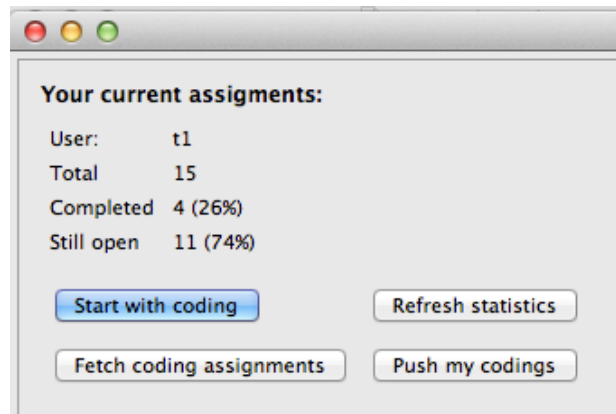 Your current assigments:
User: t1
Total 15
Completed 4 (26%)
Still open 11 (74%)
Start with coding Refresh statistics
Fetch coding assignments Push my codings